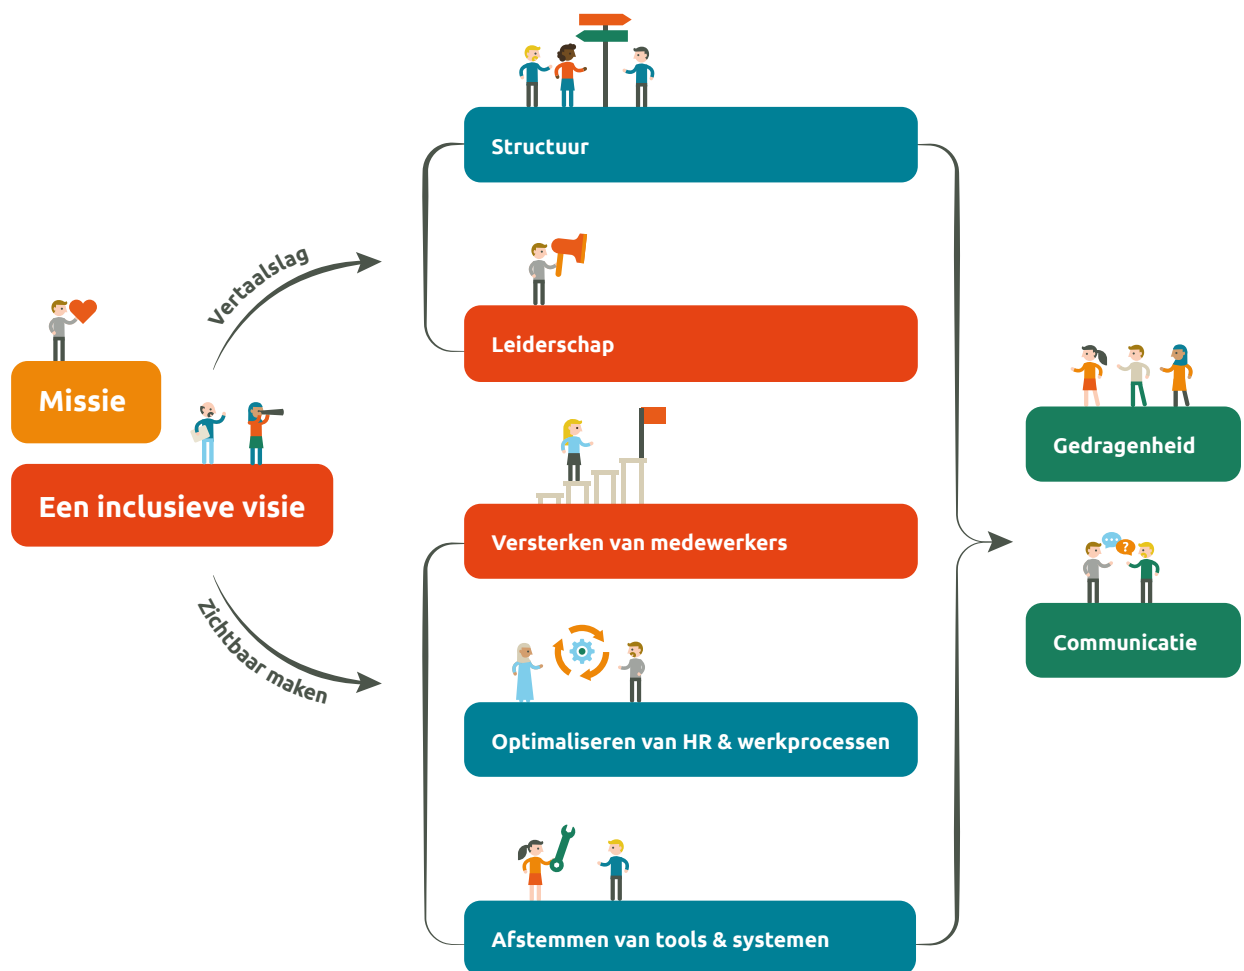 Missie
Een inclusieve visie
Vertaalslag
Zichtbaar maken
Structuur
Leiderschap
Versterken van medewerkers
Optimaliseren van HR & werkprocessen
Afstemmen van tools & systemen
Gedragenheid
?
Communicatie